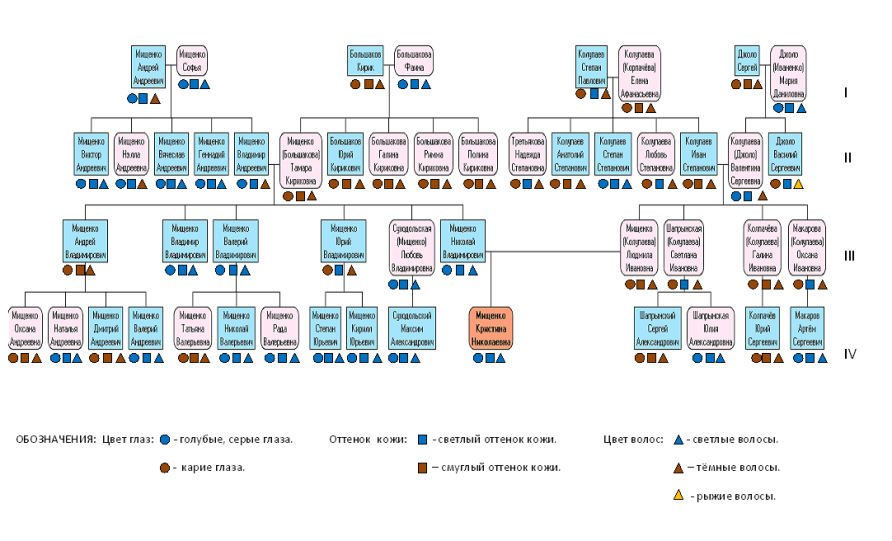 Мищенко
Андрей
Андреевич
Мищенко
Софья
Большаков
Кирик
Большакова
Фаина
Колупаев
Степан
Павлович
Колупаева
(Корпачёва)
Елена
Афанасьевна
Джоло
Сергей
Джоло
(Иваненко)
Мария
Даниловна
I
Мищенко
Виктор
Андреевич
Мищенко
Нэлла
Андреевна
Мищенко
Вячеслав
Андреевич
Мищенко
Геннадий
Андреевич
Мищенко
Владимир
Андреевич
Мищенко
(Большакова)
Тамара
Кириковна
Большаков
Юрий
Кирикович
Большакова
Галина
Кириковна
Большакова
Римма
Кириковна
Большакова
Полина
Кириковна
Третьякова
Надежда
Степановна
Колупаев
Анатолий
Степанович
Колупаев
Степан
Степанович
Колупаева
Любовь
Степановна
Колупаев
Иван
Степанович
Колупаева
(Джоло)
Валентина
Сергеевна
Джоло
Василий
Сергеевич
II
Мищенко
Андрей
Владимирович
Мищенко
Владимир
Владимирович
Мищенко
Валерий
Владимирович
Мищенко
Юрий
Владимирович
Суходольская
(Мищенко)
Любовь
Владимировна
Мищенко
Николай
Владимирович
Мищенко
(Колупаева)
Людмила
Ивановна
Шапрынская
(Колупаева)
Светлана
Ивановна
Колпачёва
(Колупаева)
Галина
Ивановна
Макарова
(Колупаева)
Оксана
Ивановна
III
Мищенко
Оксана
Андреевна
Мищенко
Наталья
Андреевна
Мищенко
Дмитрий
Андреевич
Мищенко
Валерий
Андреевич
Мищенко
Татьяна
Валерьевна
Мищенко
Николай
Валерьевич
Мищенко
Рада
Валерьевна
Мищенко
Степан
Юрьевич
Мищенко
Кирилл
Юрьевич
Суходольский
Максим
Александрович
Мищенко
Кристина
Николаевна
Шапрынский
Сергей
Александрович
Шапрынская
Юлия
Александровна
Колпачёв
Юрий
Сергеевич
Макаров
Артём
Сергеевич
IV
ОБОЗНАЧЕНИЯ: Цвет глаз: - голубые, серые глаза. Оттенок кожи: - светлый оттенок кожи. Цвет волос: - светлые волосы.
- карие глаза. – смуглый оттенок кожи. – тёмные волосы.
- рыжие волосы.